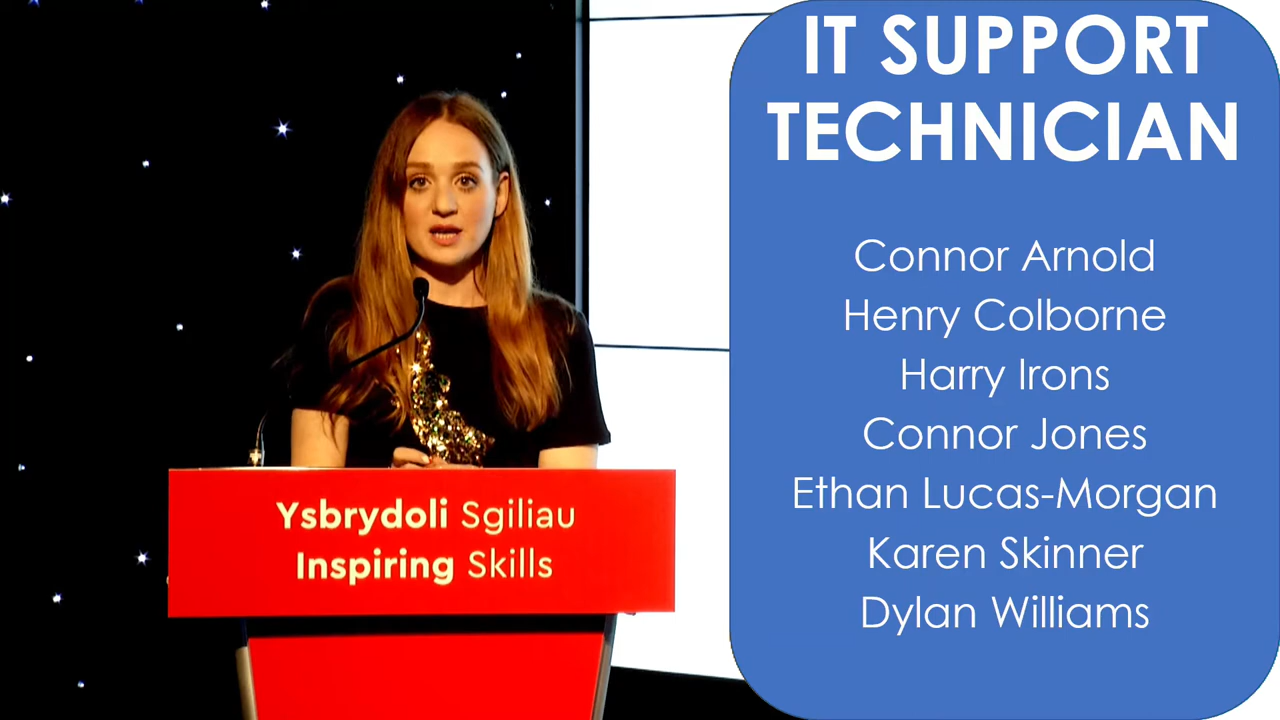 Ysbrydoli Sgiliau
Inspiring Skills
IT SUPPORT
TECHNICIAN
Connor Arnold
Henry Colborne
Harry Irons
Connor Jones
Ethan Lucas-Morgan
Karen Skinner
Dylan Williams